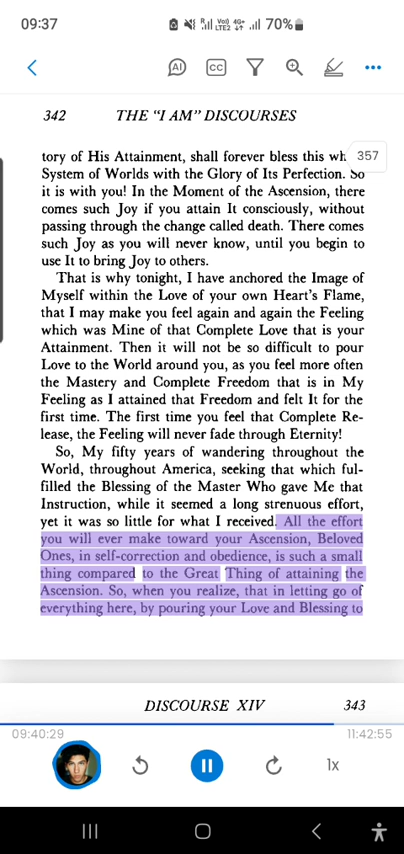 09:37
70%
AI
CC
342 THE "I AM" DISCOURSES
357
tory of His Attainment, shall forever bless this wh
System of Worlds with the Glory of Its Perfection. So
it is with you! In the Moment of the Ascension, there
comes such Joy if you attain It consciously, without
passing through the change called death. There comes
such Joy as you will never know, until you begin to
use It to bring Joy to others.
That is why tonight, I have anchored the Image of
Myself within the Love of your own Heart's Flame,
that I may make you feel again and again the Feeling
which was Mine of that Complete Love that is your
Attainment. Then it will not be so difficult to pour
Love to the World around you, as you feel more often
the Mastery and Complete Freedom that is in My
Feeling as I attained that Freedom and felt It for the
first time. The first time you feel that Complete Re-
lease, the Feeling will never fade through Eternity!
So, My fifty years of wandering throughout the
World, throughout America, seeking that which ful-
filled the Blessing of the Master Who gave Me that
Instruction, while it seemed a long strenuous effort,
yet it was so little for what I received. All the effort
you will ever make toward your Ascension, Beloved
Ones, in self-correction and obedience, is such a small
thing compared to the Great Thing of attaining the
Ascension. So, when you realize, that in letting go of
everything here, by pouring your Love and Blessing to
DISCOURSE XIV 343
09:40:29 11:42:55
1x